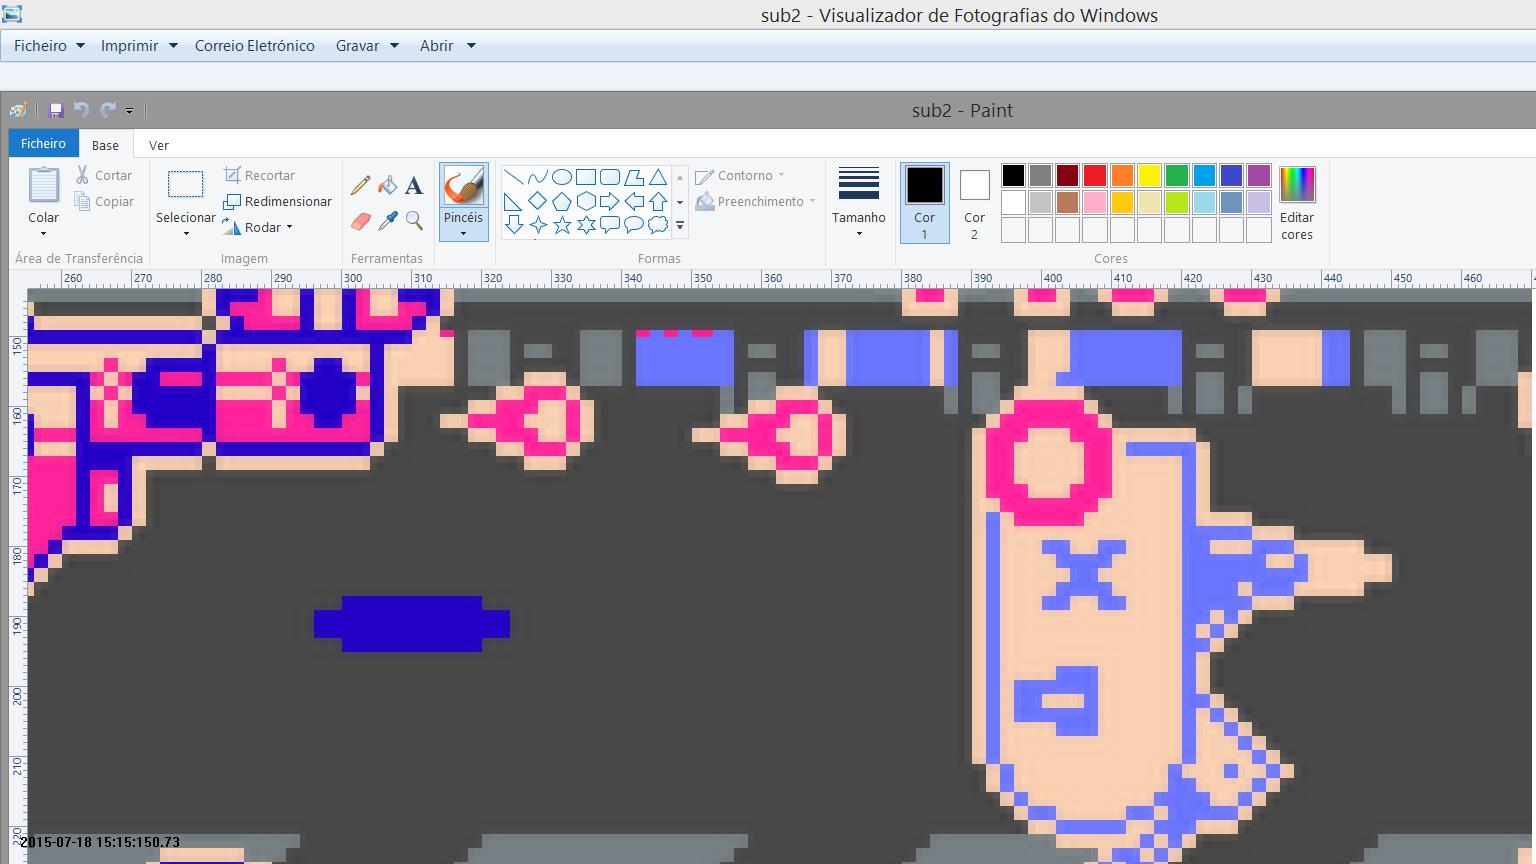 sub2 - Visualizador de Fotografias do Windows
Ficheiro Imprimir Correio Eletrónico Gravar Abrir
sub2 - Paint
Ficheiro Base Ver
Colar
Cortar
Copiar
Área de Transferência
Selecionar
Recortar
Redimensionar
Rodar
Imagem
A
Ferramentas
Pincéis
Contorno
Preenchimento
Formas
Tamanho
Cor
1
Cor
2
Editar
cores
Cores
260 270 280 290 300 310 320 330 340 350 360 370 380 390 400 410 420 430 440 450 460
150
160
170
180
190
200
210
220
2015-07-18 15:15:150.73